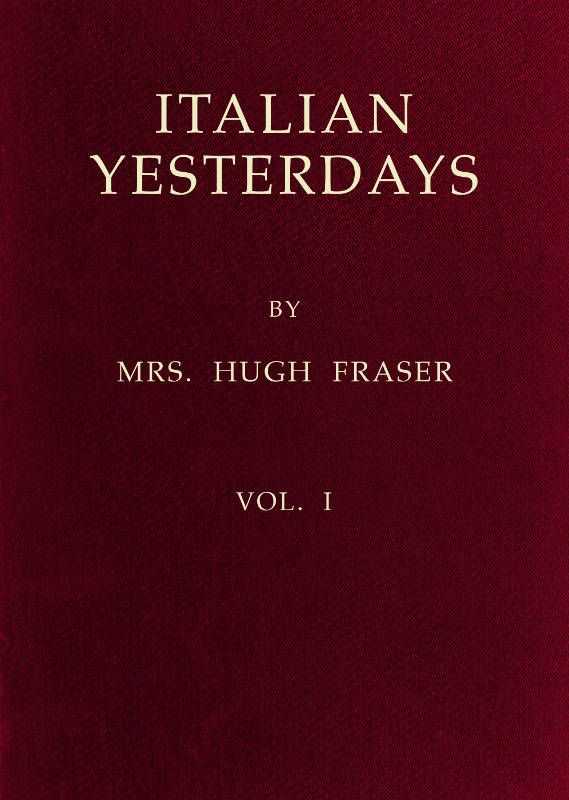 ITALIAN
YESTERDAYS
BY
MRS. HUGH FRASER
VOL. I